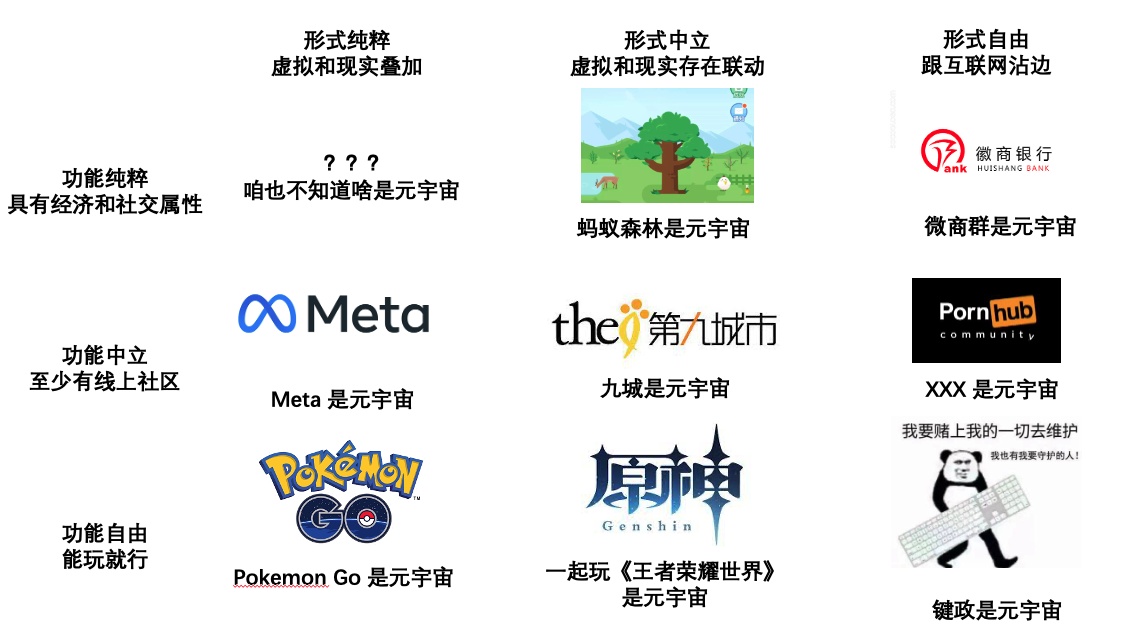 形式纯粹
虚拟和现实叠加
形式中立
虚拟和现实存在联动
形式自由
跟互联网沾边
功能纯粹
具有经济和社交属性
？？？
咱也不知道啥是元宇宙
蚂蚁森林是元宇宙
ank
徽商银行
HUISHANG BANK
微商群是元宇宙
功能中立
至少有线上社区
Meta
Meta 是元宇宙
the9第九城市
九城是元宇宙
Pornhub
community
XXX 是元宇宙
功能自由
能玩就行
POKÉMON
GO
TM
Pokemon Go 是元宇宙
原神
Genshin
一起玩《王者荣耀世界》
是元宇宙
我要赌上我的一切去维护
我也有我要守护的人！
键政是元宇宙